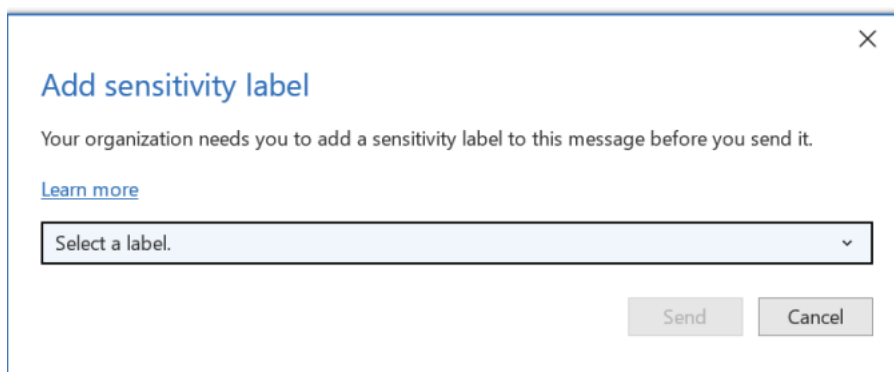 Add sensitivity label
Your organization needs you to add a sensitivity label to this message before you send it.
Learn more
Select a label.
Send
Cancel